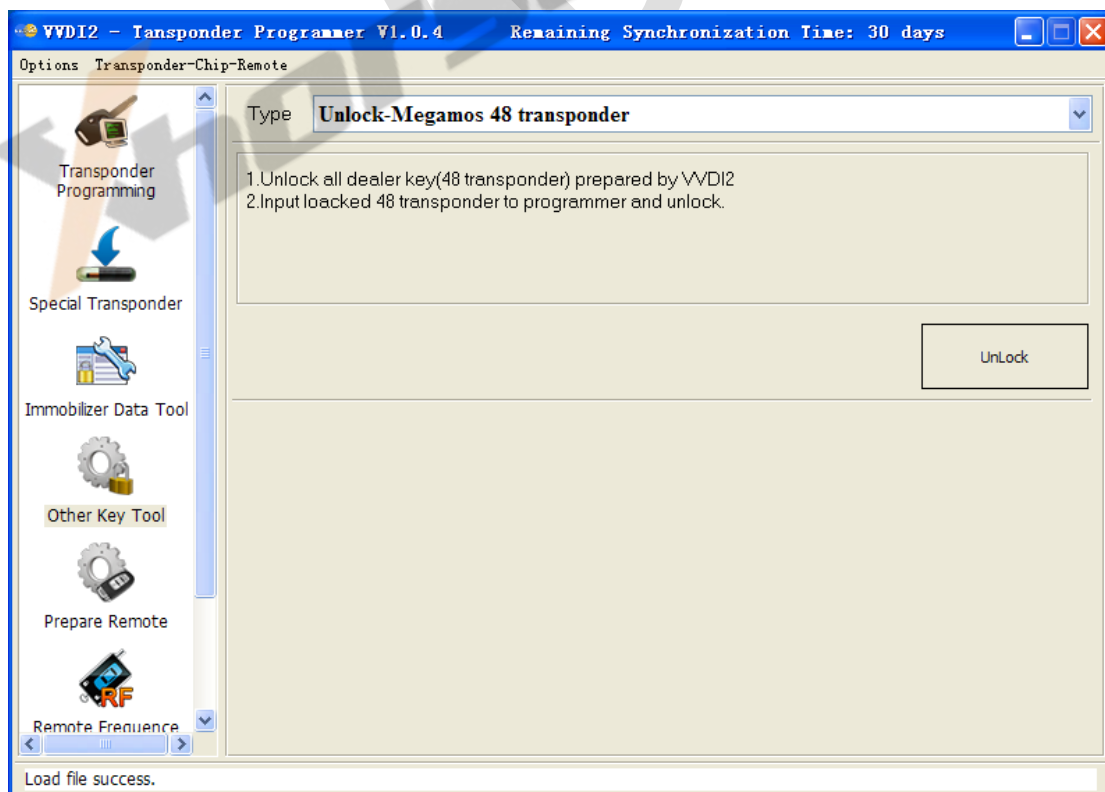 VVDI2 - Tansponder Programmer V1.0.4 Remaining Synchronization Time: 30 days
Options Transponder-Chip-Remote
Type Unlock-Megamos 48 transponder
Transponder
Programming
1.Unlock all dealer key(48 transponder) prepared by VVDI2
2.Input loacked 48 transponder to programmer and unlock.
Special Transponder
UnLock
Immobilizer Data Tool
Other Key Tool
Prepare Remote
RF
Remote Frequence
Load file success.